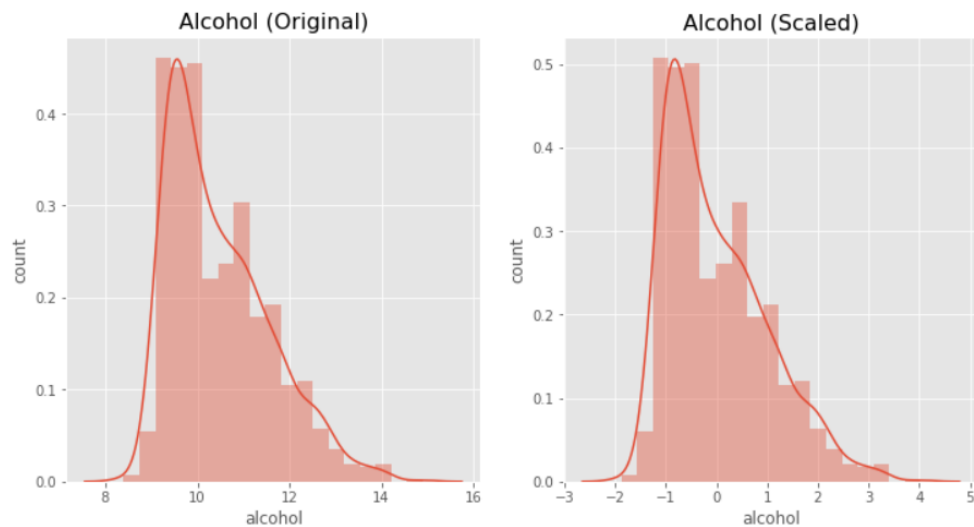 Alcohol (Original)
0.4
0.3
0.2
0.1
0.0
count
8 10 12 14 16
alcohol
Alcohol (Scaled)
0.5
0.4
0.3
0.2
0.1
0.0
count
−3 −2 −1 0 1 2 3 4 5
alcohol